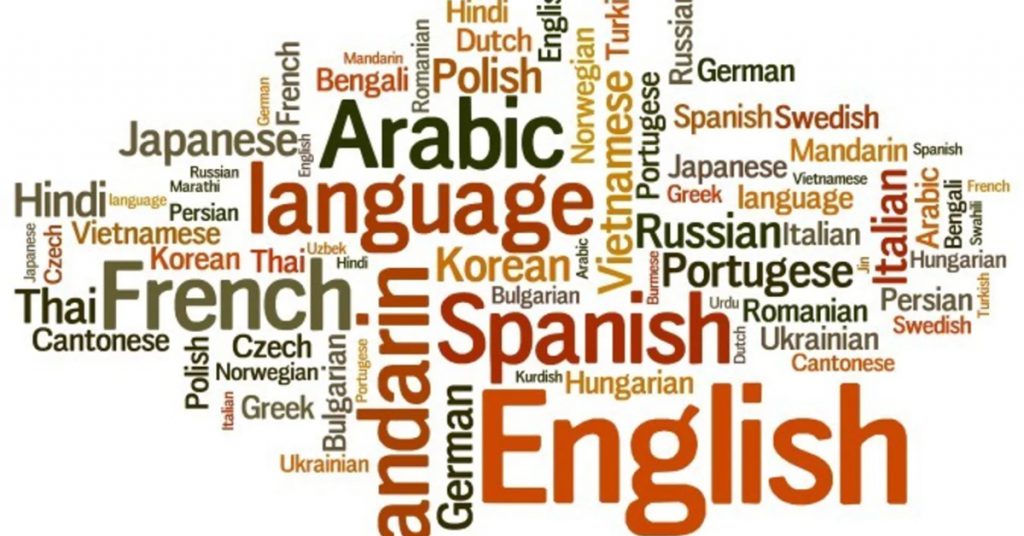 Hindi
Dutch
Englis
Turki
Russian
Mandarin
Bengali
Romanian
Polish
German
French
German
Norwegian
Vietnamese
Portugese
Spanish
Swedish
Japanese
English
Arabic
Mandarin
Spanish
Japanese
Vietnamese
Russian
Marathi
language
Greek
language
Italian
Arabic
Bengali
French
Swahili
Hindi
language
Persian
Vietnamese
Russian
Italian
Japanese
Czech
Korean
Thai
Uzbek
Hindi
Korean
Arabic
Burmese
Portugese
Jin
Hungarian
Thai
French
andarin
Bulgarian
Spanish
Urdu
Romanian
Persian
Turkish
Swedish
Cantonese
Czech
Dutch
Ukrainian
Cantonese
Polish
Norwegian
Bulgarian
Portugese
Kurdish
Hungarian
Italian
Greek
German
English
Ukrainian